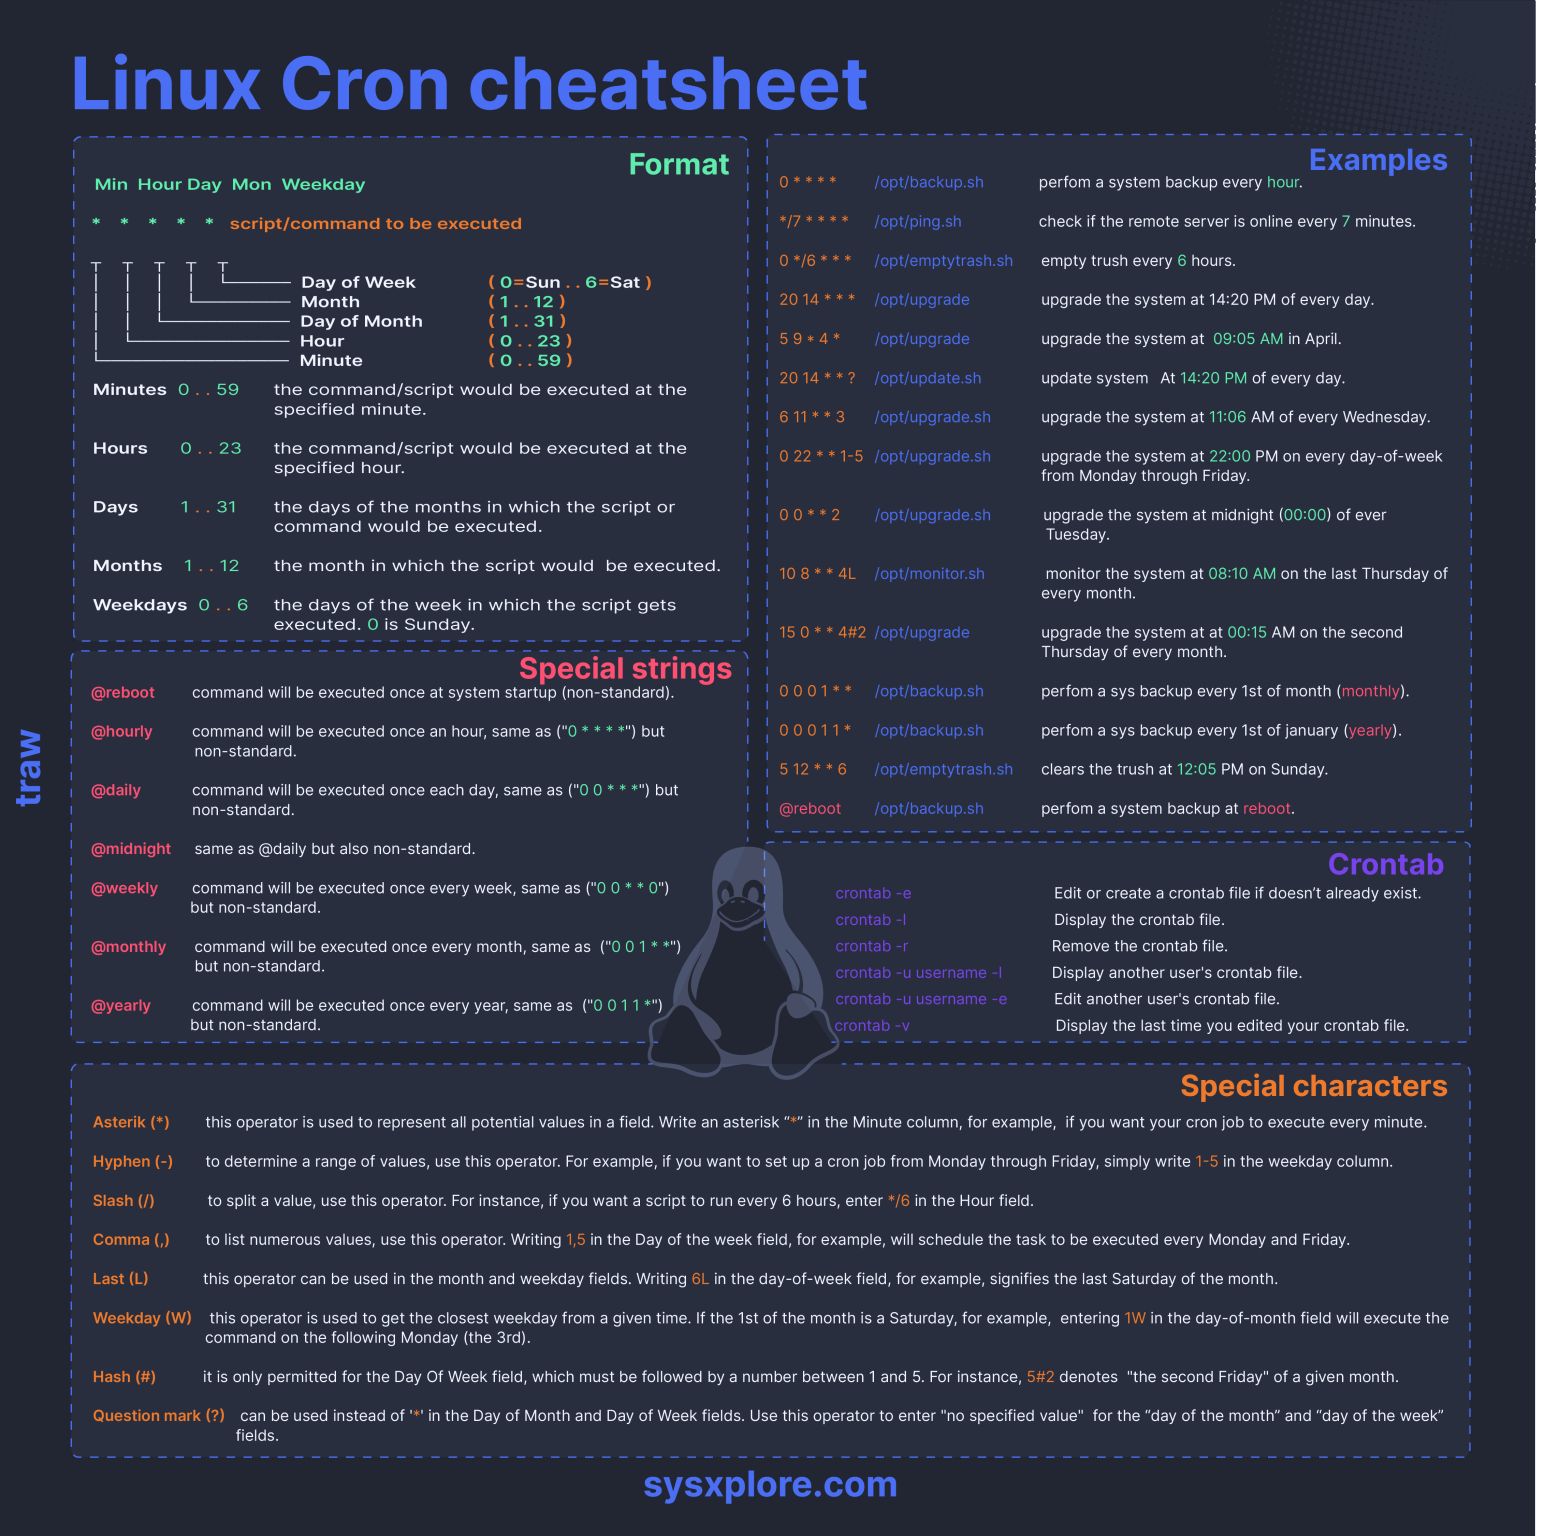 Linux Cron cheatsheet
Format
Min Hour Day Mon Weekday
* * * * * script/command to be executed
Day of Week ( 0=Sun . . 6=Sat )
Month ( 1 . . 12 )
Day of Month ( 1 . . 31 )
Hour ( 0 . . 23 )
Minute ( 0 . . 59 )
Minutes 0 . . 59 the command/script would be executed at the
specified minute.
Hours 0 . . 23 the command/script would be executed at the
specified hour.
Days 1 . . 31 the days of the months in which the script or
command would be executed.
Months 1 . . 12 the month in which the script would be executed.
Weekdays 0 . . 6 the days of the week in which the script gets
executed. 0 is Sunday.
Special strings
@reboot command will be executed once at system startup (non-standard).
@hourly command will be executed once an hour, same as ("0 * * * *") but
non-standard.
@daily command will be executed once each day, same as ("0 0 * * *") but
non-standard.
@midnight same as @daily but also non-standard.
@weekly command will be executed once every week, same as ("0 0 * * 0")
but non-standard.
@monthly command will be executed once every month, same as ("0 0 1 * *")
but non-standard.
@yearly command will be executed once every year, same as ("0 0 1 1 *")
but non-standard.
traw
Examples
0 * * * * /opt/backup.sh perfom a system backup every hour.
*/7 * * * * /opt/ping.sh check if the remote server is online every 7 minutes.
0 */6 * * * /opt/emptytrash.sh empty trush every 6 hours.
20 14 * * * /opt/upgrade upgrade the system at 14:20 PM of every day.
5 9 * 4 * /opt/upgrade upgrade the system at 09:05 AM in April.
20 14 * * ? /opt/update.sh update system At 14:20 PM of every day.
6 11 * * 3 /opt/upgrade.sh upgrade the system at 11:06 AM of every Wednesday.
0 22 * * 1-5 /opt/upgrade.sh upgrade the system at 22:00 PM on every day-of-week
from Monday through Friday.
0 0 * * 2 /opt/upgrade.sh upgrade the system at midnight (00:00) of ever
Tuesday.
10 8 * * 4L /opt/monitor.sh monitor the system at 08:10 AM on the last Thursday of
every month.
15 0 * * 4#2 /opt/upgrade upgrade the system at at 00:15 AM on the second
Thursday of every month.
0 0 0 1 * * /opt/backup.sh perfom a sys backup every 1st of month (monthly).
0 0 0 1 1 * /opt/backup.sh perfom a sys backup every 1st of january (yearly).
5 12 * * 6 /opt/emptytrash.sh clears the trush at 12:05 PM on Sunday.
@reboot /opt/backup.sh perfom a system backup at reboot.
Crontab
crontab -e Edit or create a crontab file if doesn’t already exist.
crontab -l Display the crontab file.
crontab -r Remove the crontab file.
crontab -u username -l Display another user's crontab file.
crontab -u username -e Edit another user's crontab file.
crontab -v Display the last time you edited your crontab file.
Special characters
Asterik (*) this operator is used to represent all potential values in a field. Write an asterisk “*” in the Minute column, for example, if you want your cron job to execute every minute.
Hyphen (-) to determine a range of values, use this operator. For example, if you want to set up a cron job from Monday through Friday, simply write 1-5 in the weekday column.
Slash (/) to split a value, use this operator. For instance, if you want a script to run every 6 hours, enter */6 in the Hour field.
Comma (,) to list numerous values, use this operator. Writing 1,5 in the Day of the week field, for example, will schedule the task to be executed every Monday and Friday.
Last (L) this operator can be used in the month and weekday fields. Writing 6L in the day-of-week field, for example, signifies the last Saturday of the month.
Weekday (W) this operator is used to get the closest weekday from a given time. If the 1st of the month is a Saturday, for example, entering 1W in the day-of-month field will execute the
command on the following Monday (the 3rd).
Hash (#) it is only permitted for the Day Of Week field, which must be followed by a number between 1 and 5. For instance, 5#2 denotes "the second Friday" of a given month.
Question mark (?) can be used instead of '*' in the Day of Month and Day of Week fields. Use this operator to enter "no specified value" for the “day of the month” and “day of the week”
fields.
sysxplore.com